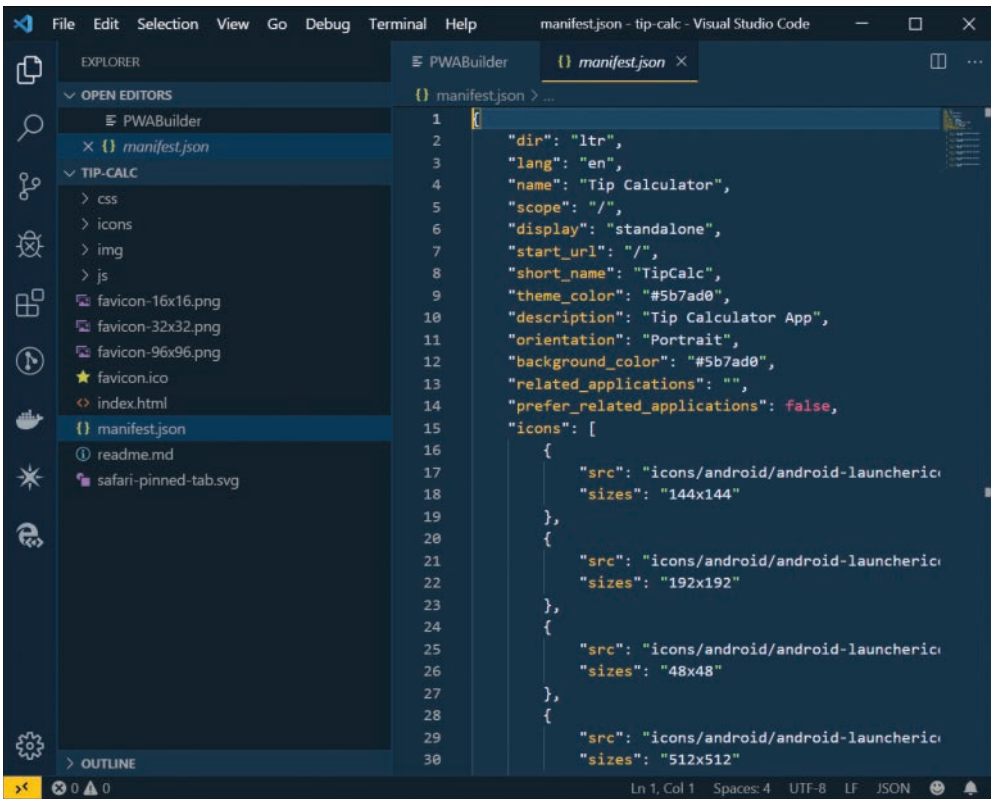 File Edit Selection View Go Debug Terminal Help manifest.json - tip-calc - Visual Studio Code
EXPLORER
OPEN EDITORS
PWABuilder
{} manifest.json
TIP-CALC
css
icons
img
js
favicon-16x16.png
favicon-32x32.png
favicon-96x96.png
favicon.ico
index.html
{} manifest.json
readme.md
safari-pinned-tab.svg
OUTLINE
PWABuilder {} manifest.json
{} manifest.json > ...
1 {
2 "dir": "ltr",
3 "lang": "en",
4 "name": "Tip Calculator",
5 "scope": "/",
6 "display": "standalone",
7 "start_url": "/",
8 "short_name": "TipCalc",
9 "theme_color": "#5b7ad0",
10 "description": "Tip Calculator App",
11 "orientation": "Portrait",
12 "background_color": "#5b7ad0",
13 "related_applications": "",
14 "prefer_related_applications": false,
15 "icons": [
16 {
17 "src": "icons/android/android-launcheric
18 "sizes": "144x144"
19 },
20 {
21 "src": "icons/android/android-launcheric
22 "sizes": "192x192"
23 },
24 {
25 "src": "icons/android/android-launcheric
26 "sizes": "48x48"
27 },
28 {
29 "src": "icons/android/android-launcheric
30 "sizes": "512x512"
0 0 Ln 1, Col 1 Spaces: 4 UTF-8 LF JSON